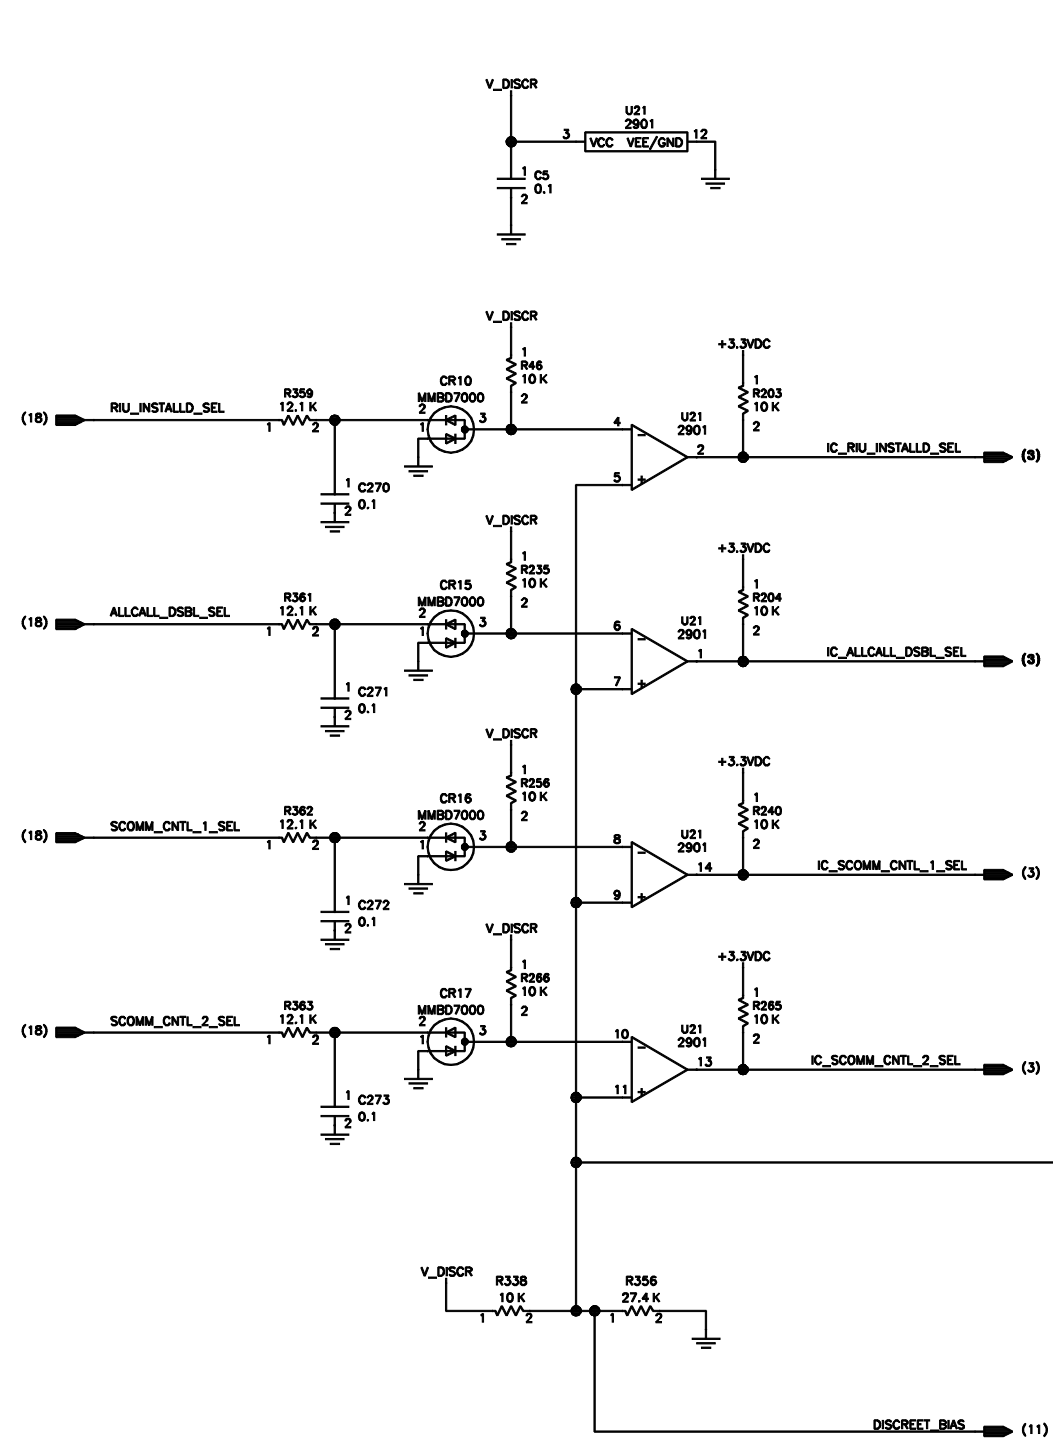 V_DISCR
U21
2901
3 VCC VEE/GND 12
1 C5
0.1
2
V_DISCR
1
R46
10 K
2
+3.3VDC
1
R203
10 K
2
CR10
MMBD7000
R359
12.1 K
(18) RIU_INSTALLD_SEL
1 2
2
1
3
4
U21
2901
2
5
IC_RIU_INSTALLD_SEL (3)
1 C270
0.1
2
V_DISCR
1
R235
10 K
2
+3.3VDC
1
R204
10 K
2
CR15
MMBD7000
R361
12.1 K
(18) ALLCALL_DSBL_SEL
1 2
2
1
3
6
U21
2901
1
7
IC_ALLCALL_DSBL_SEL (3)
1 C271
0.1
2
V_DISCR
1
R256
10 K
2
+3.3VDC
1
R240
10 K
2
CR16
MMBD7000
R362
12.1 K
(18) SCOMM_CNTL_1_SEL
1 2
2
1
3
8
U21
2901
14
9
IC_SCOMM_CNTL_1_SEL (3)
1 C272
0.1
2
V_DISCR
1
R266
10 K
2
+3.3VDC
1
R265
10 K
2
CR17
MMBD7000
R363
12.1 K
(18) SCOMM_CNTL_2_SEL
1 2
2
1
3
10
U21
2901
13
11
IC_SCOMM_CNTL_2_SEL (3)
1 C273
0.1
2
V_DISCR
R338
10 K
1 2
R356
27.4 K
1 2
DISCREET_BIAS (11)